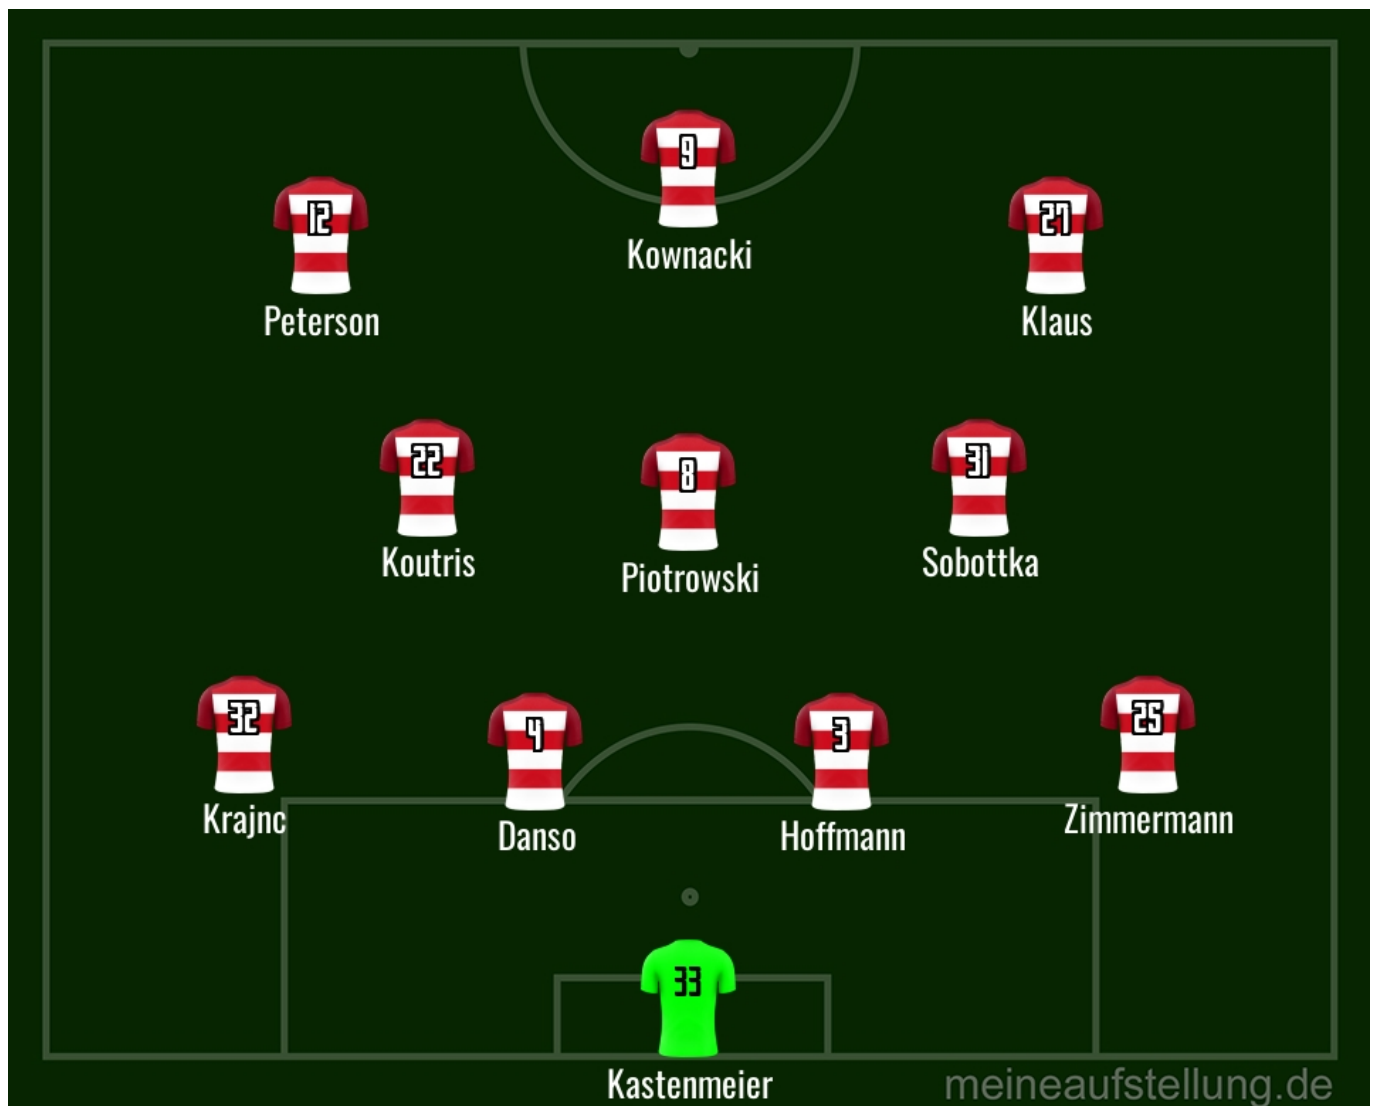 9
Kownacki
12
27
Peterson
Klaus
22
8
31
Koutris
Piotrowski
Sobottka
32
4
3
25
Krajnc
Danso
Hoffmann
Zimmermann
33
Kastenmeier
meineaufstellung.de